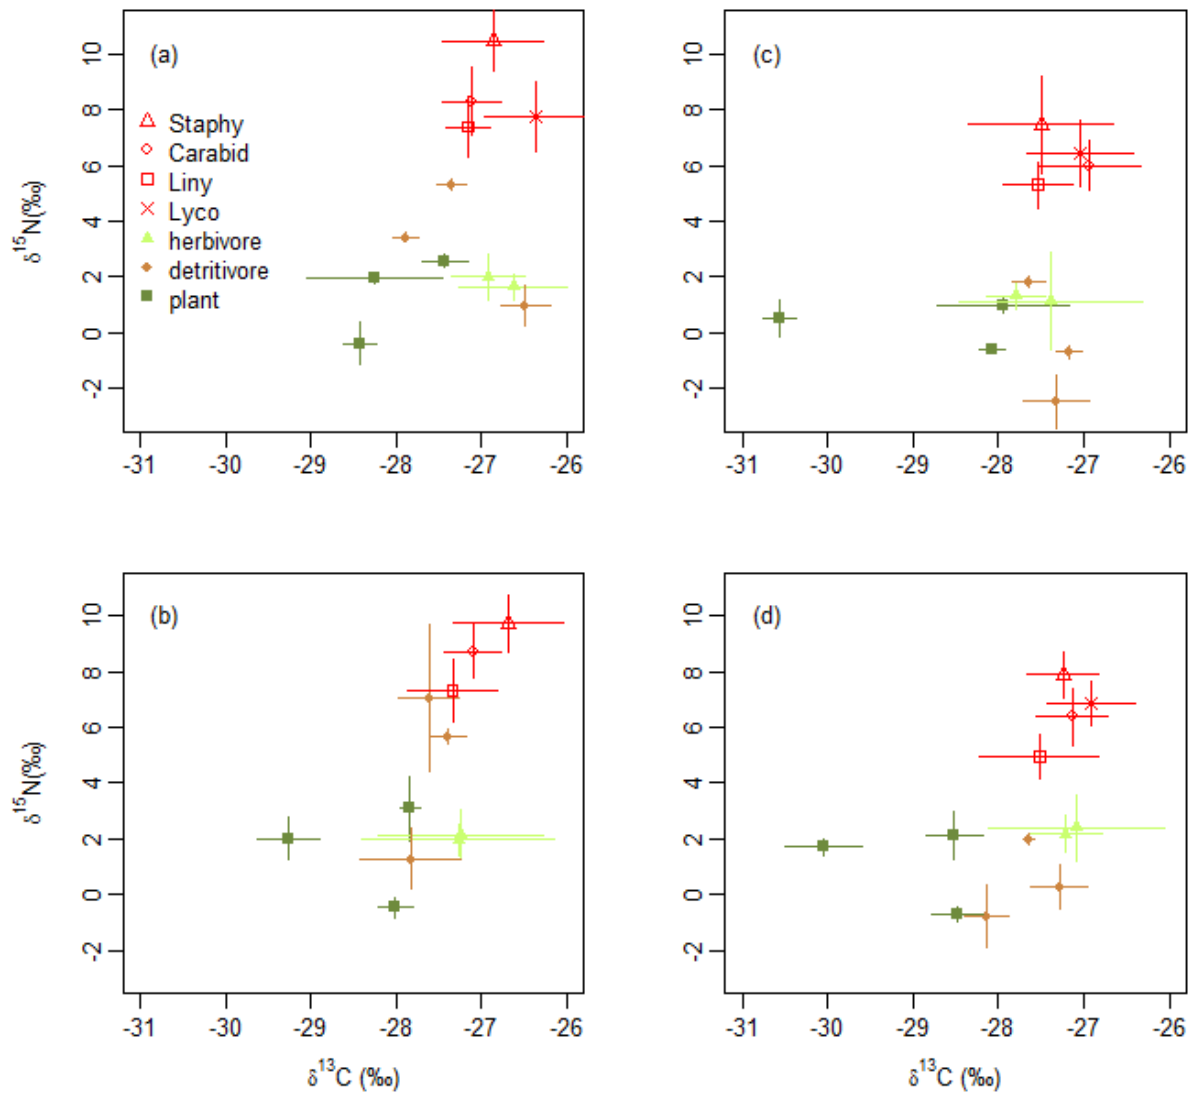 (a)
Staphy
Carabid
Liny
Lyco
herbivore
detritivore
plant
δ15N(‰)
10
8
6
4
2
0
-2
-31 -30 -29 -28 -27 -26
(c)
10
8
6
4
2
0
-2
-31 -30 -29 -28 -27 -26
(b)
δ15N(‰)
10
8
6
4
2
0
-2
-31 -30 -29 -28 -27 -26
δ13C (‰)
(d)
10
8
6
4
2
0
-2
-31 -30 -29 -28 -27 -26
δ13C (‰)